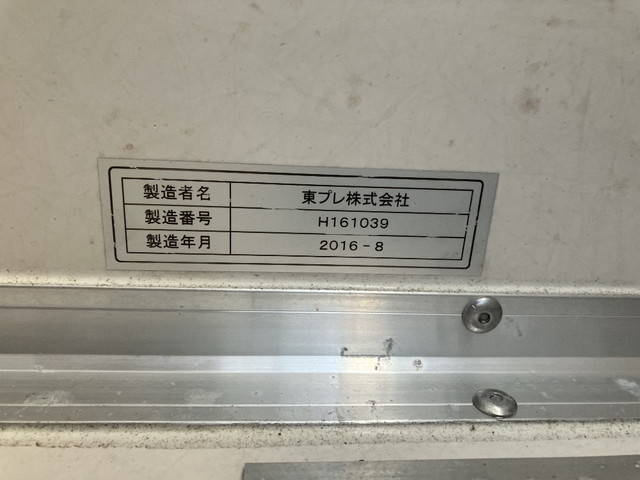 製造者名 東プレ株式会社
製造番号 H161039
製造年月 2016-8